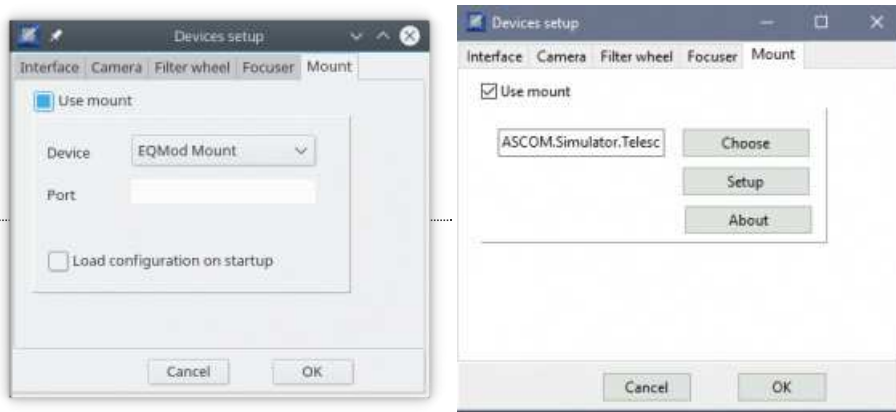 Devices setup
Interface Camera Filter wheel Focuser Mount
Use mount
Device EQMod Mount
Port
Load configuration on startup
Cancel OK
Devices setup
Interface Camera Filter wheel Focuser Mount
Use mount
ASCOM.Simulator.Telesc Choose
Setup
About
Cancel OK